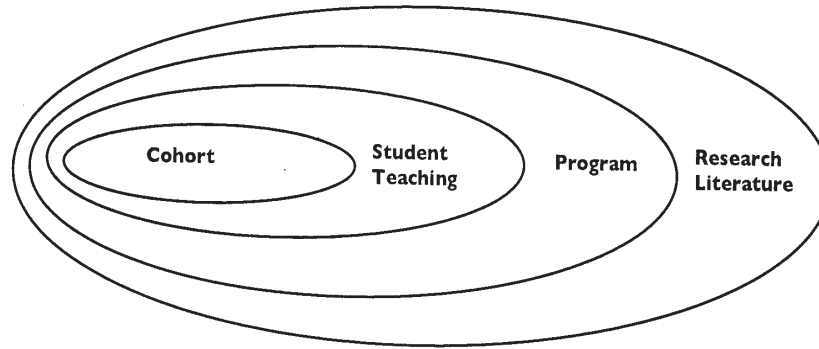 Cohort
Student
Teaching
Program
Research
Literature